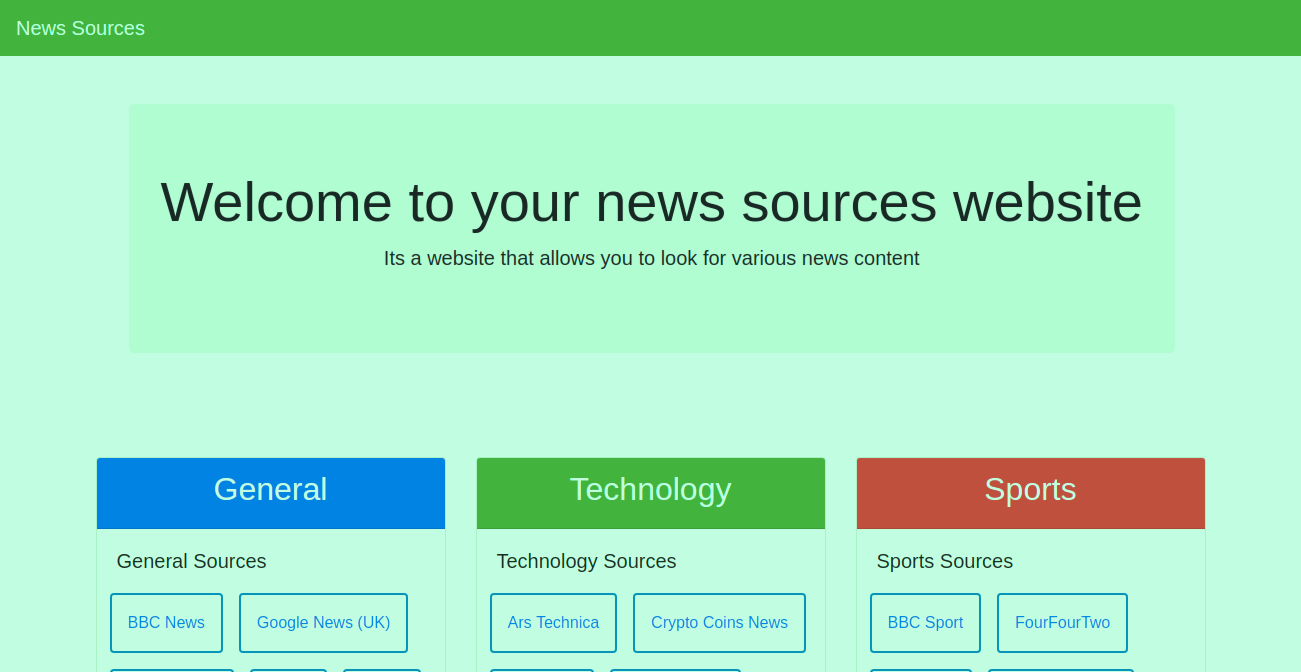 News Sources
Welcome to your news sources website
Its a website that allows you to look for various news content
General
Technology
Sports
General Sources
Technology Sources
Sports Sources
BBC News
Google News (UK)
Ars Technica
Crypto Coins News
BBC Sport
FourFourTwo